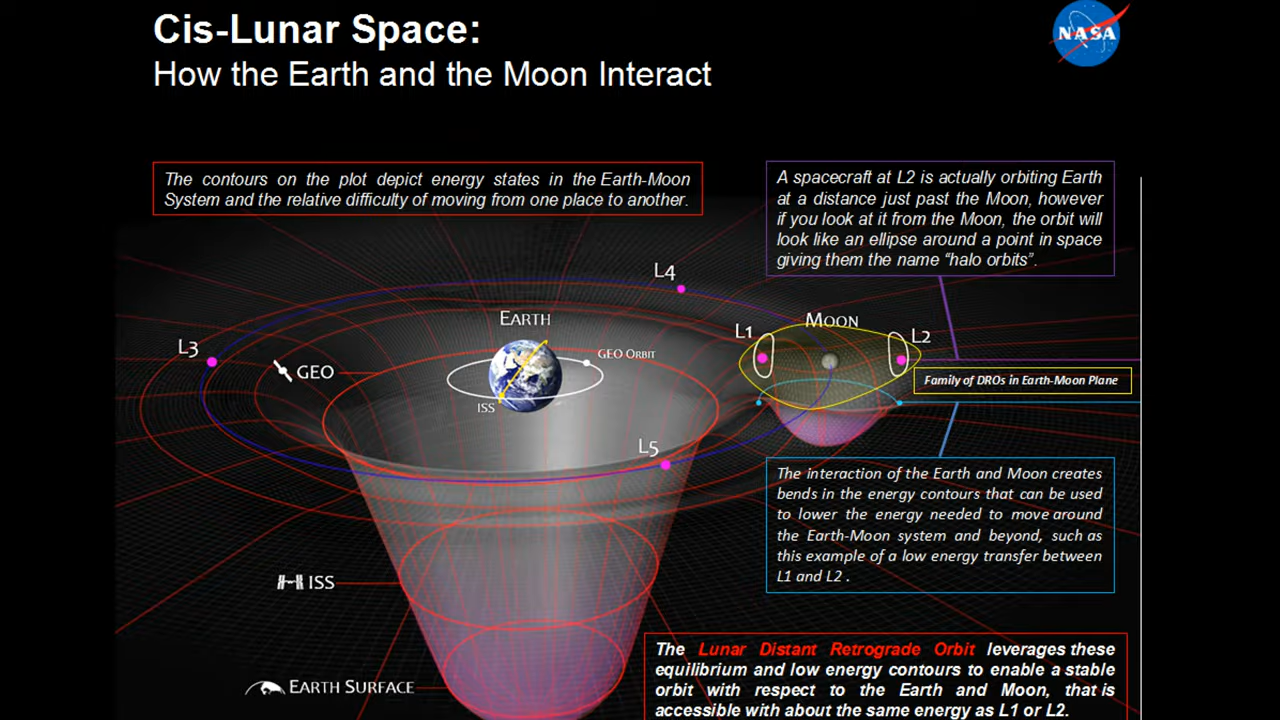 Cis-Lunar Space:
How the Earth and the Moon Interact
NASA
The contours on the plot depict energy states in the Earth-Moon
System and the relative difficulty of moving from one place to another.
A spacecraft at L2 is actually orbiting Earth
at a distance just past the Moon, however
if you look at it from the Moon, the orbit will
look like an ellipse around a point in space
giving them the name “halo orbits”.
L4
EARTH
L1
MOON
L2
L3
GEO
GEO ORBIT
ISS
Family of DROs in Earth-Moon Plane
L5
The interaction of the Earth and Moon creates
bends in the energy contours that can be used
to lower the energy needed to move around
the Earth-Moon system and beyond, such as
this example of a low energy transfer between
L1 and L2 .
ISS
EARTH SURFACE
The Lunar Distant Retrograde Orbit leverages these
equilibrium and low energy contours to enable a stable
orbit with respect to the Earth and Moon, that is
accessible with about the same energy as L1 or L2.